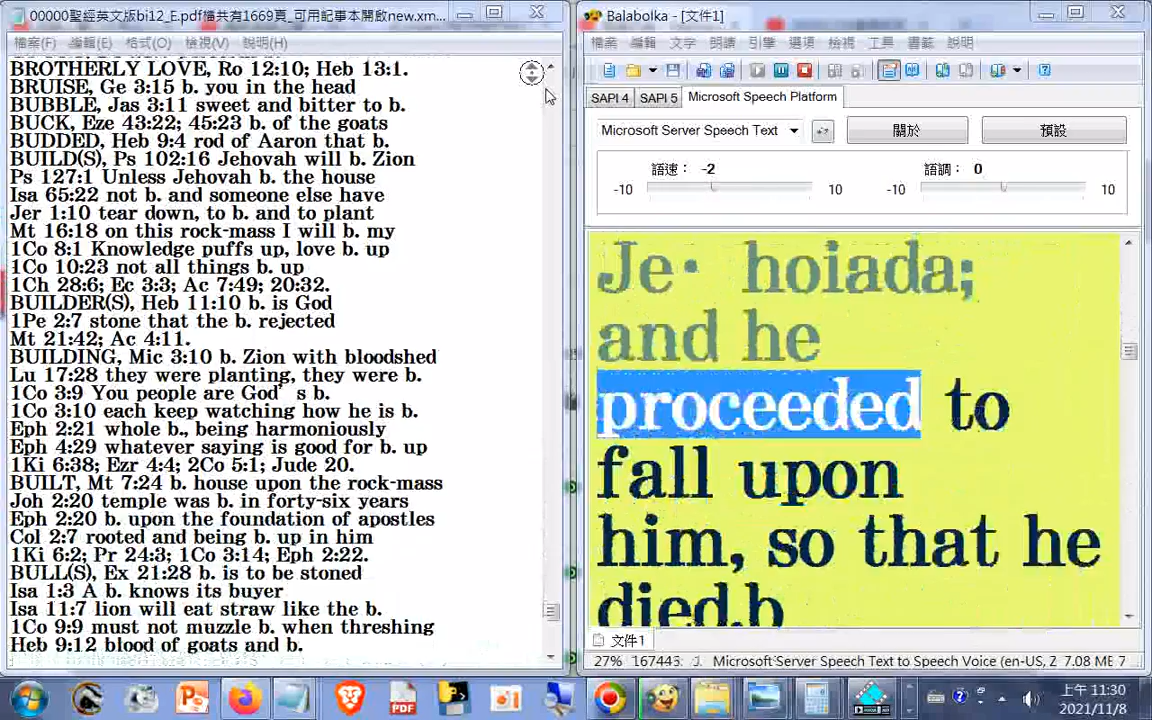 00000聖經英文版bi12_E.pdf檔共有1669頁_可用記事本開啟new.xm...
檔案(F) 編輯(E) 格式(O) 檢視(V) 說明(H)
BROTHERLY LOVE, Ro 12:10; Heb 13:1.
BRUISE, Ge 3:15 b. you in the head
BUBBLE, Jas 3:11 sweet and bitter to b.
BUCK, Eze 43:22; 45:23 b. of the goats
BUDDED, Heb 9:4 rod of Aaron that b.
BUILD(S), Ps 102:16 Jehovah will b. Zion
Ps 127:1 Unless Jehovah b. the house
Isa 65:22 not b. and someone else have
Jer 1:10 tear down, to b. and to plant
Mt 16:18 on this rock-mass I will b. my
1Co 8:1 Knowledge puffs up, love b. up
1Co 10:23 not all things b. up
1Ch 28:6; Ec 3:3; Ac 7:49; 20:32.
BUILDER(S), Heb 11:10 b. is God
1Pe 2:7 stone that the b. rejected
Mt 21:42; Ac 4:11.
BUILDING, Mic 3:10 b. Zion with bloodshed
Lu 17:28 they were planting, they were b.
1Co 3:9 You people are God’s b.
1Co 3:10 each keep watching how he is b.
Eph 2:21 whole b., being harmoniously
Eph 4:29 whatever saying is good for b. up
1Ki 6:38; Ezr 4:4; 2Co 5:1; Jude 20.
BUILT, Mt 7:24 b. house upon the rock-mass
Joh 2:20 temple was b. in forty-six years
Eph 2:20 b. upon the foundation of apostles
Col 2:7 rooted and being b. up in him
1Ki 6:2; Pr 24:3; 1Co 3:14; Eph 2:22.
BULL(S), Ex 21:28 b. is to be stoned
Isa 1:3 A b. knows its buyer
Isa 11:7 lion will eat straw like the b.
1Co 9:9 must not muzzle b. when threshing
Heb 9:12 blood of goats and b.
Balabolka - [文件1]
檔案 編輯 文字 朗讀 引擎 選項 檢視 工具 書籤 說明
SAPI 4 SAPI 5 Microsoft Speech Platform
Microsoft Server Speech Text 關於 預設
語速: -2 語調: 0
-10 10 -10 10
Je· hoiada;
and he
proceeded to
fall upon
him, so that he
died.b
文件1
27% 167445: Microsoft Server Speech Text to Speech Voice (en-US, 2 7.08 MB 7
PDF
上午 11:30
2021/11/8